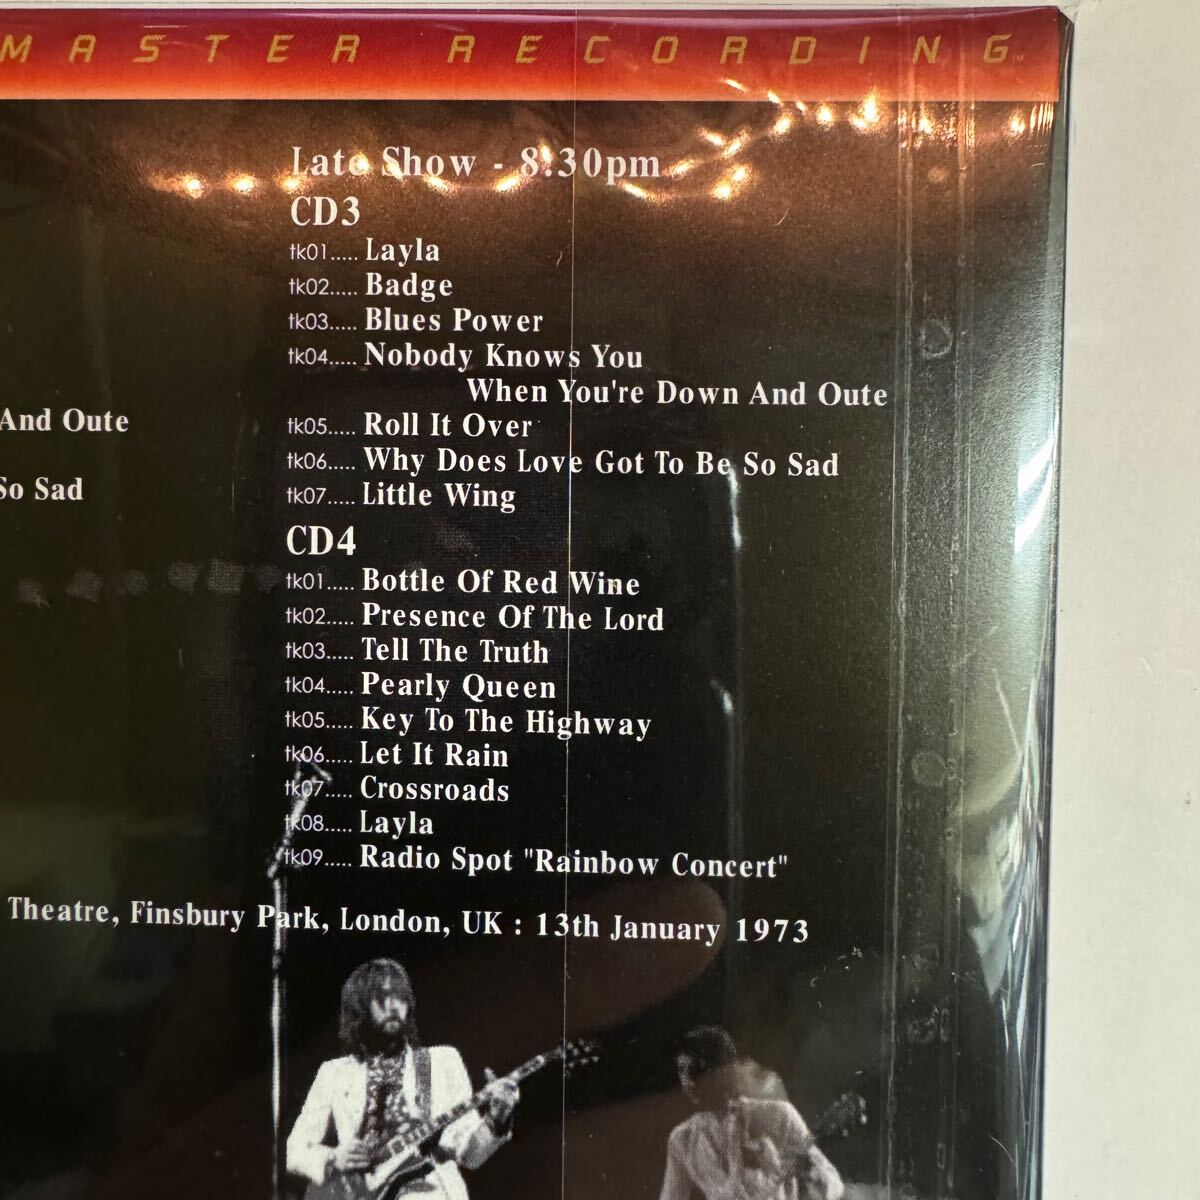 MASTER RECORDING™
Late Show - 8:30pm
CD3
tk01..... Layla
tk02..... Badge
tk03..... Blues Power
tk04..... Nobody Knows You
When You're Down And Oute
And Oute
tk05..... Roll It Over
tk06..... Why Does Love Got To Be So Sad
So Sad
tk07..... Little Wing
CD4
tk01..... Bottle Of Red Wine
tk02..... Presence Of The Lord
tk03..... Tell The Truth
tk04..... Pearly Queen
tk05..... Key To The Highway
tk06..... Let It Rain
tk07..... Crossroads
tk08..... Layla
tk09..... Radio Spot "Rainbow Concert"
Theatre, Finsbury Park, London, UK : 13th January 1973